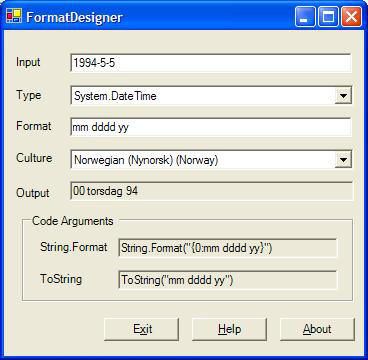 FormatDesigner
Input 1994-5-5
Type System.DateTime
Format mm dddd yy
Culture Norwegian (Nynorsk) (Norway)
Output 00 torsdag 94
Code Arguments
String.Format String.Format("{0:mm dddd yy}")
ToString ToString("mm dddd yy")
Exit Help About